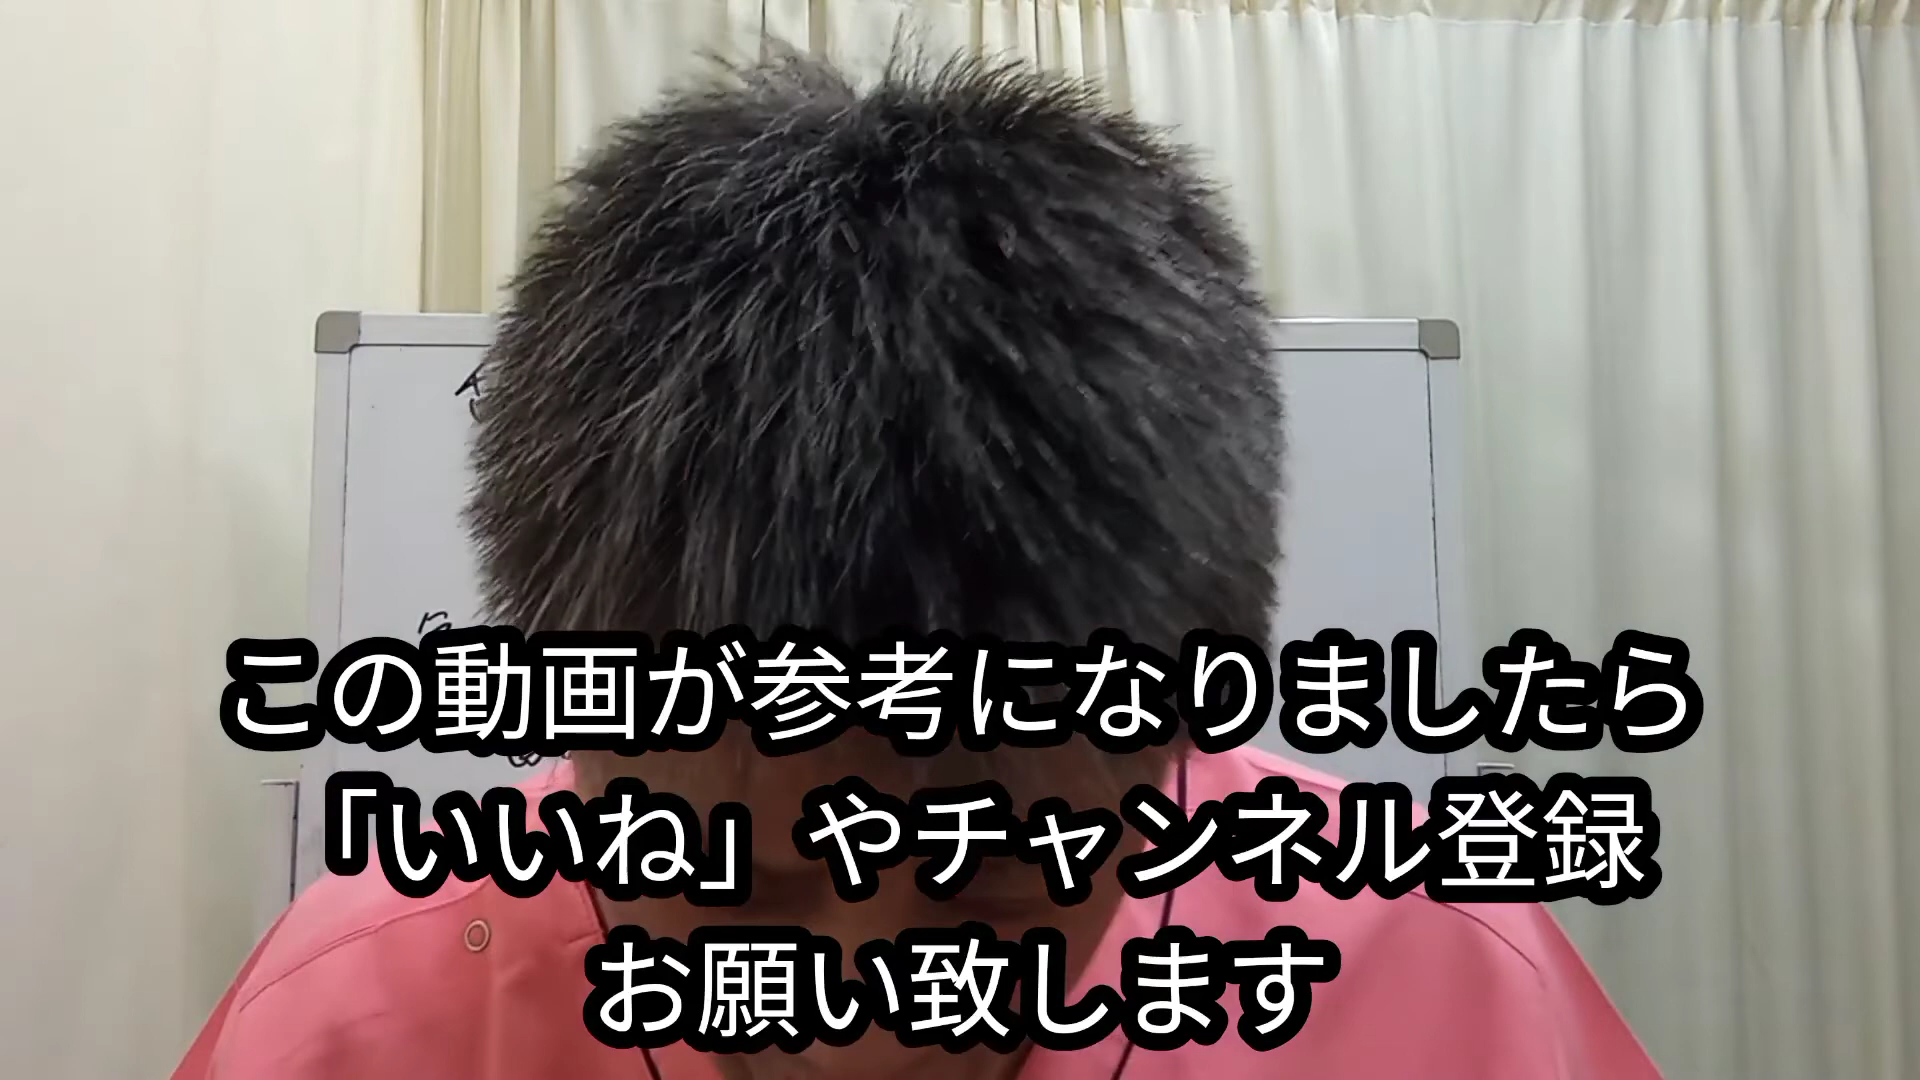 この動画が参考になりましたら
「いいね」やチャンネル登録
お願い致します